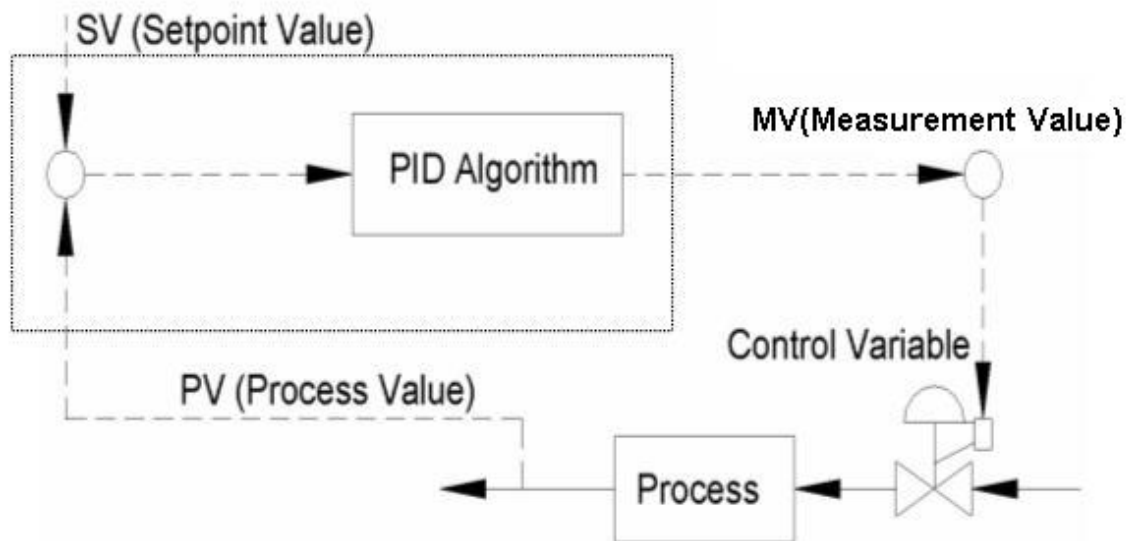 SV (Setpoint Value)
PID Algorithm
MV(Measurement Value)
Control Variable
PV (Process Value)
Process